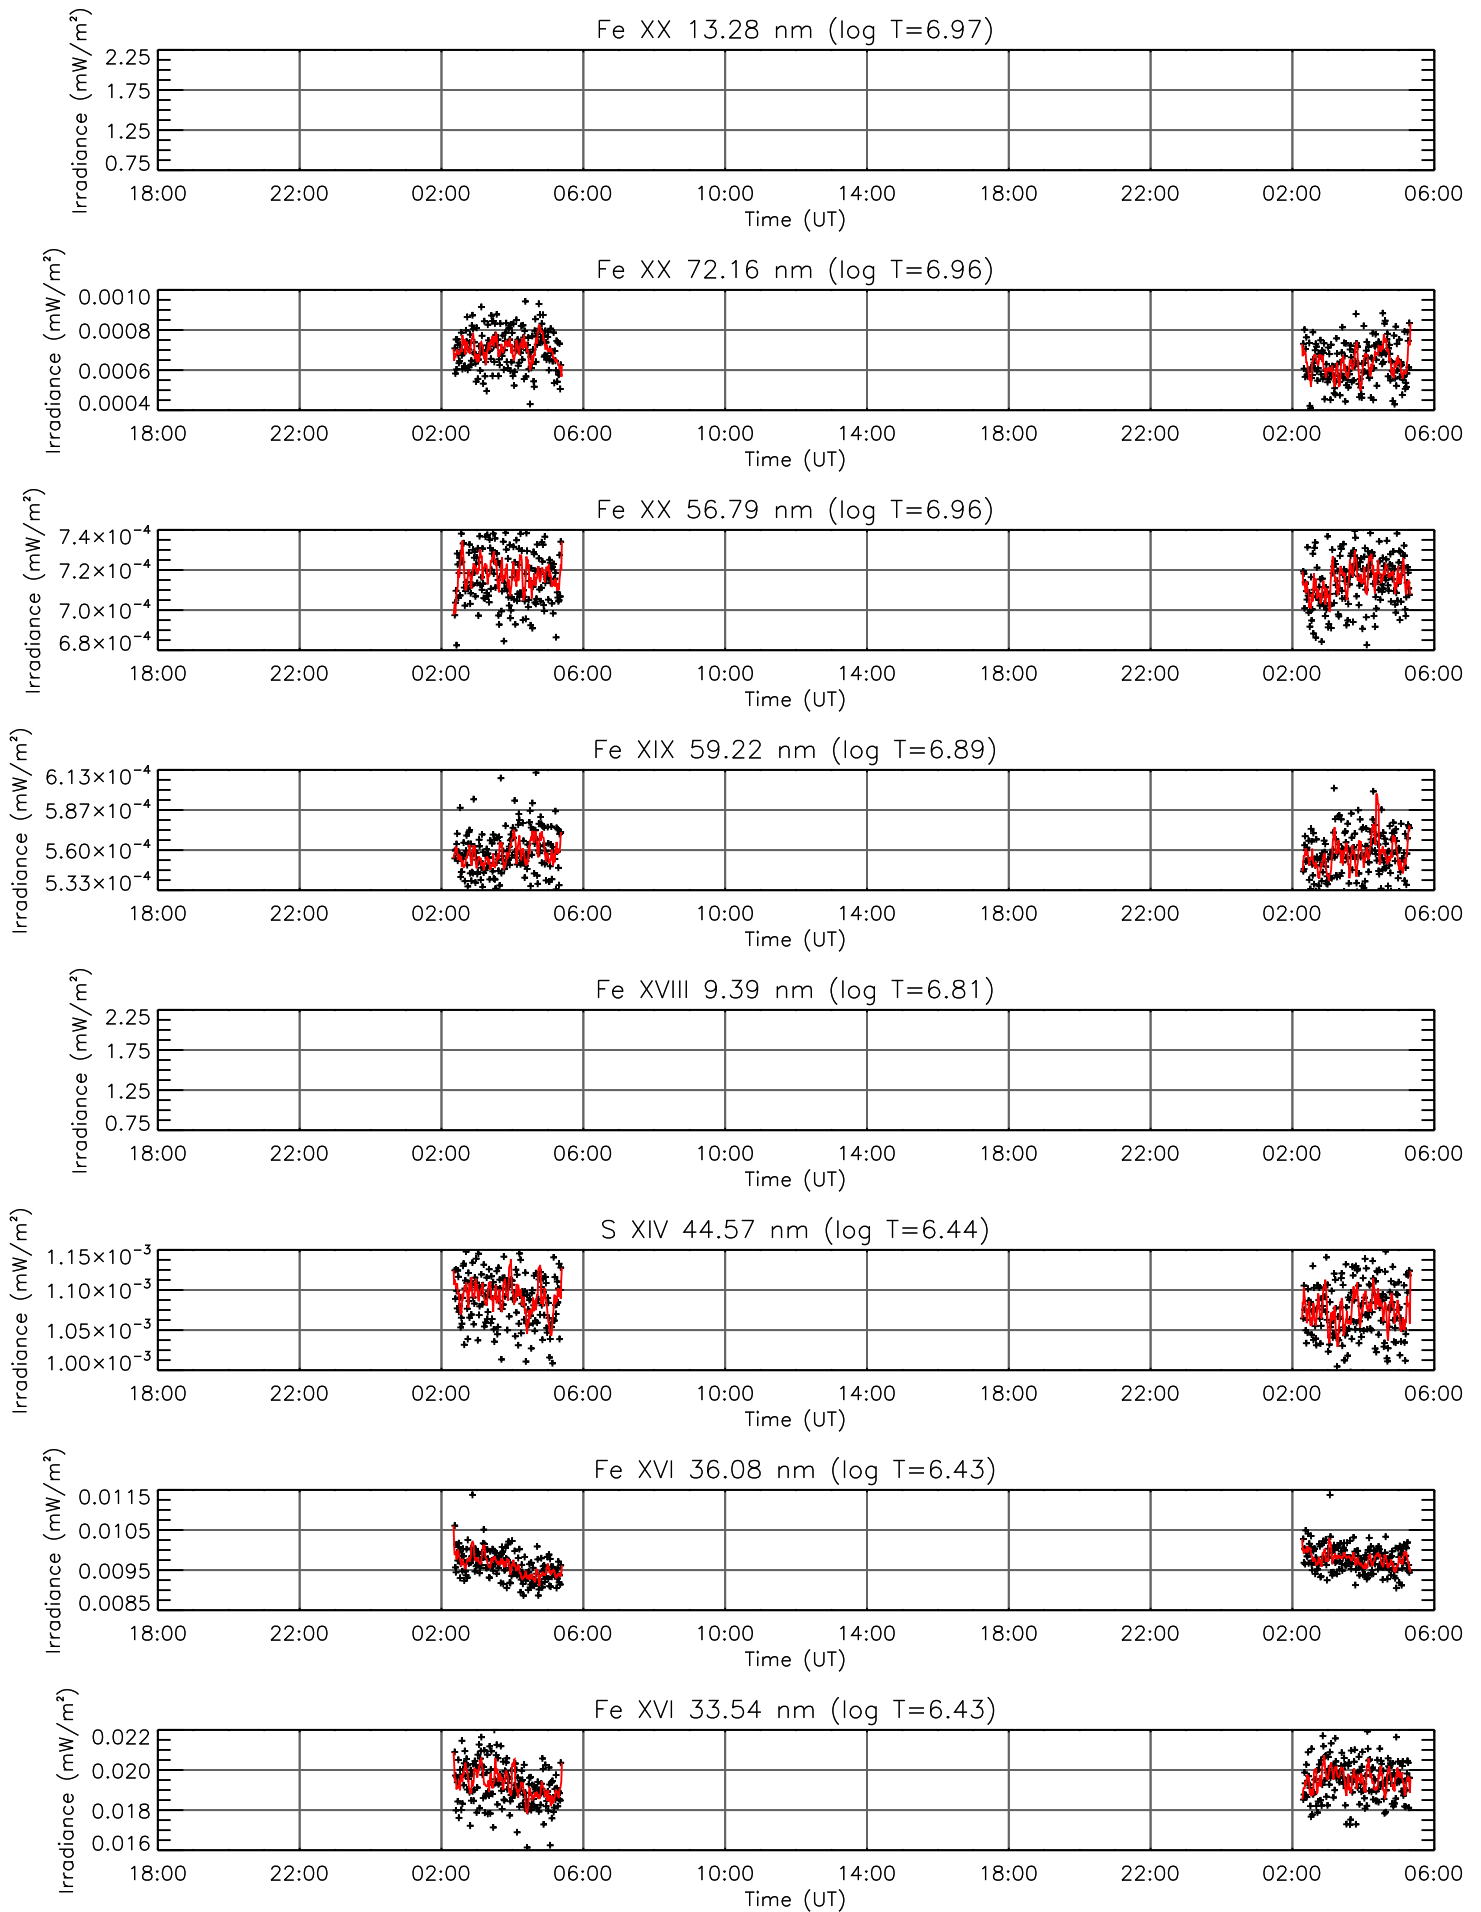 Fe XX 13.28 nm (log T=6.97)
Irradiance (mW/m²)
2.25
1.75
1.25
0.75
18:00 22:00 02:00 06:00 10:00 14:00 18:00 22:00 02:00 06:00
Time (UT)
Fe XX 72.16 nm (log T=6.96)
Irradiance (mW/m²)
0.0010
0.0008
0.0006
0.0004
18:00 22:00 02:00 06:00 10:00 14:00 18:00 22:00 02:00 06:00
Time (UT)
Fe XX 56.79 nm (log T=6.96)
Irradiance (mW/m²)
7.4×10⁻⁴
7.2×10⁻⁴
7.0×10⁻⁴
6.8×10⁻⁴
18:00 22:00 02:00 06:00 10:00 14:00 18:00 22:00 02:00 06:00
Time (UT)
Fe XIX 59.22 nm (log T=6.89)
Irradiance (mW/m²)
6.13×10⁻⁴
5.87×10⁻⁴
5.60×10⁻⁴
5.33×10⁻⁴
18:00 22:00 02:00 06:00 10:00 14:00 18:00 22:00 02:00 06:00
Time (UT)
Fe XVIII 9.39 nm (log T=6.81)
Irradiance (mW/m²)
2.25
1.75
1.25
0.75
18:00 22:00 02:00 06:00 10:00 14:00 18:00 22:00 02:00 06:00
Time (UT)
S XIV 44.57 nm (log T=6.44)
Irradiance (mW/m²)
1.15×10⁻³
1.10×10⁻³
1.05×10⁻³
1.00×10⁻³
18:00 22:00 02:00 06:00 10:00 14:00 18:00 22:00 02:00 06:00
Time (UT)
Fe XVI 36.08 nm (log T=6.43)
Irradiance (mW/m²)
0.0115
0.0105
0.0095
0.0085
18:00 22:00 02:00 06:00 10:00 14:00 18:00 22:00 02:00 06:00
Time (UT)
Fe XVI 33.54 nm (log T=6.43)
Irradiance (mW/m²)
0.022
0.020
0.018
0.016
18:00 22:00 02:00 06:00 10:00 14:00 18:00 22:00 02:00 06:00
Time (UT)